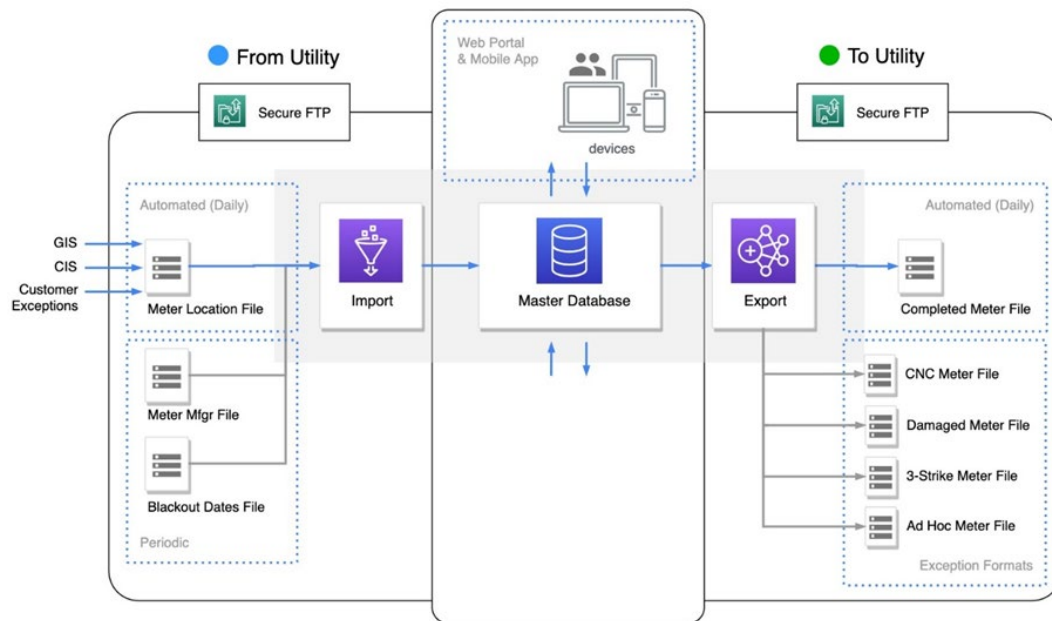 From Utility
Secure FTP
Web Portal
& Mobile App
devices
To Utility
Secure FTP
Automated (Daily)
GIS
CIS
Customer
Exceptions
Meter Location File
Import
Master Database
Export
Automated (Daily)
Completed Meter File
Meter Mfgr File
Blackout Dates File
Periodic
CNC Meter File
Damaged Meter File
3-Strike Meter File
Ad Hoc Meter File
Exception Formats